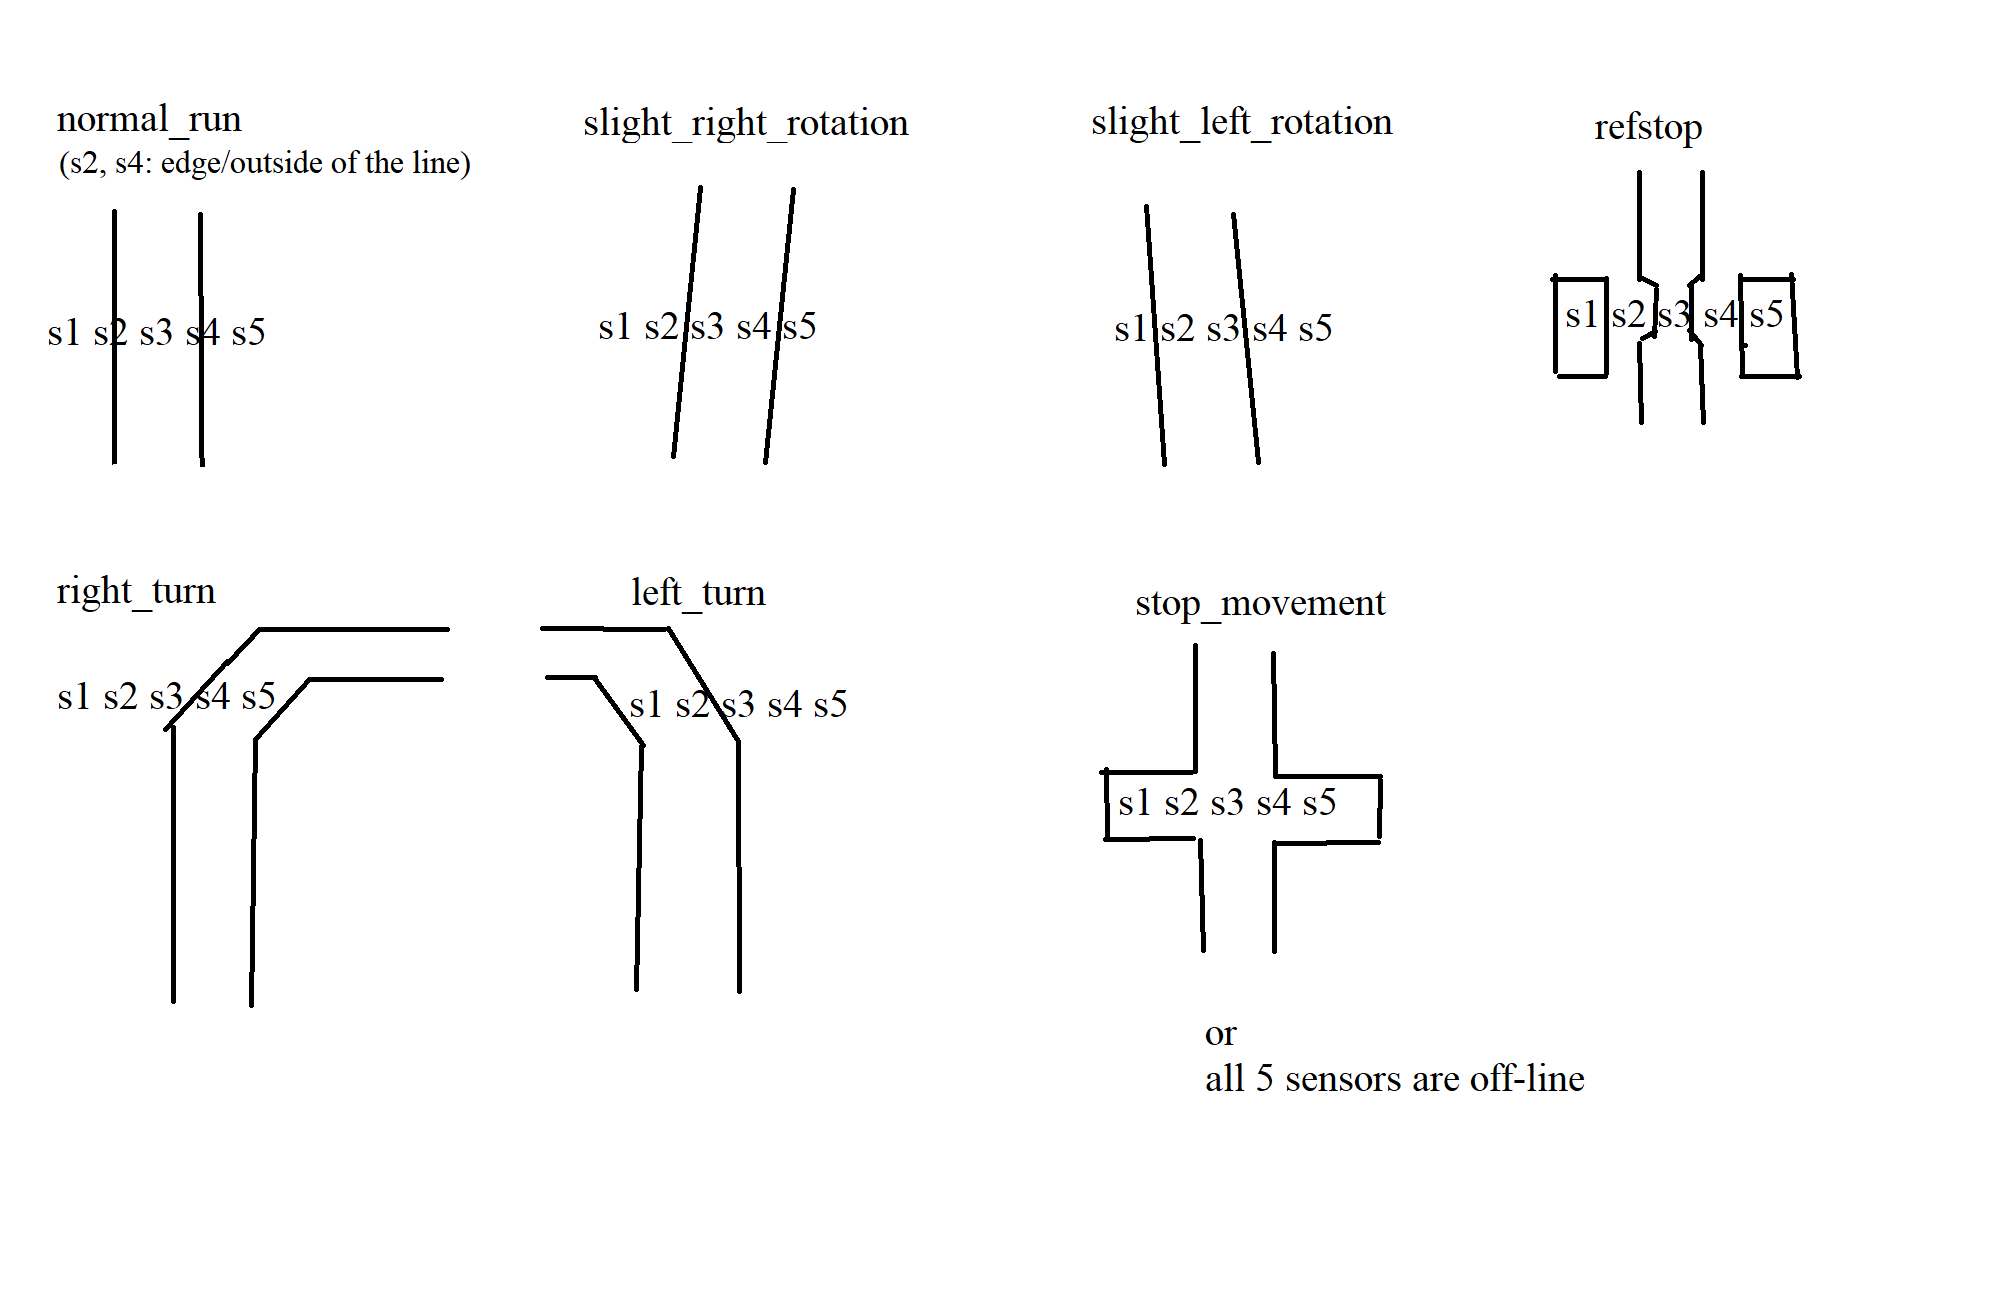 normal_run
(s2, s4: edge/outside of the line)
s1 s2 s3 s4 s5
slight_right_rotation
s1 s2 s3 s4 s5
slight_left_rotation
s1 s2 s3 s4 s5
refstop
s1 s2 s3 s4 s5
right_turn
s1 s2 s3 s4 s5
left_turn
s1 s2 s3 s4 s5
stop_movement
s1 s2 s3 s4 s5
or
all 5 sensors are off-line